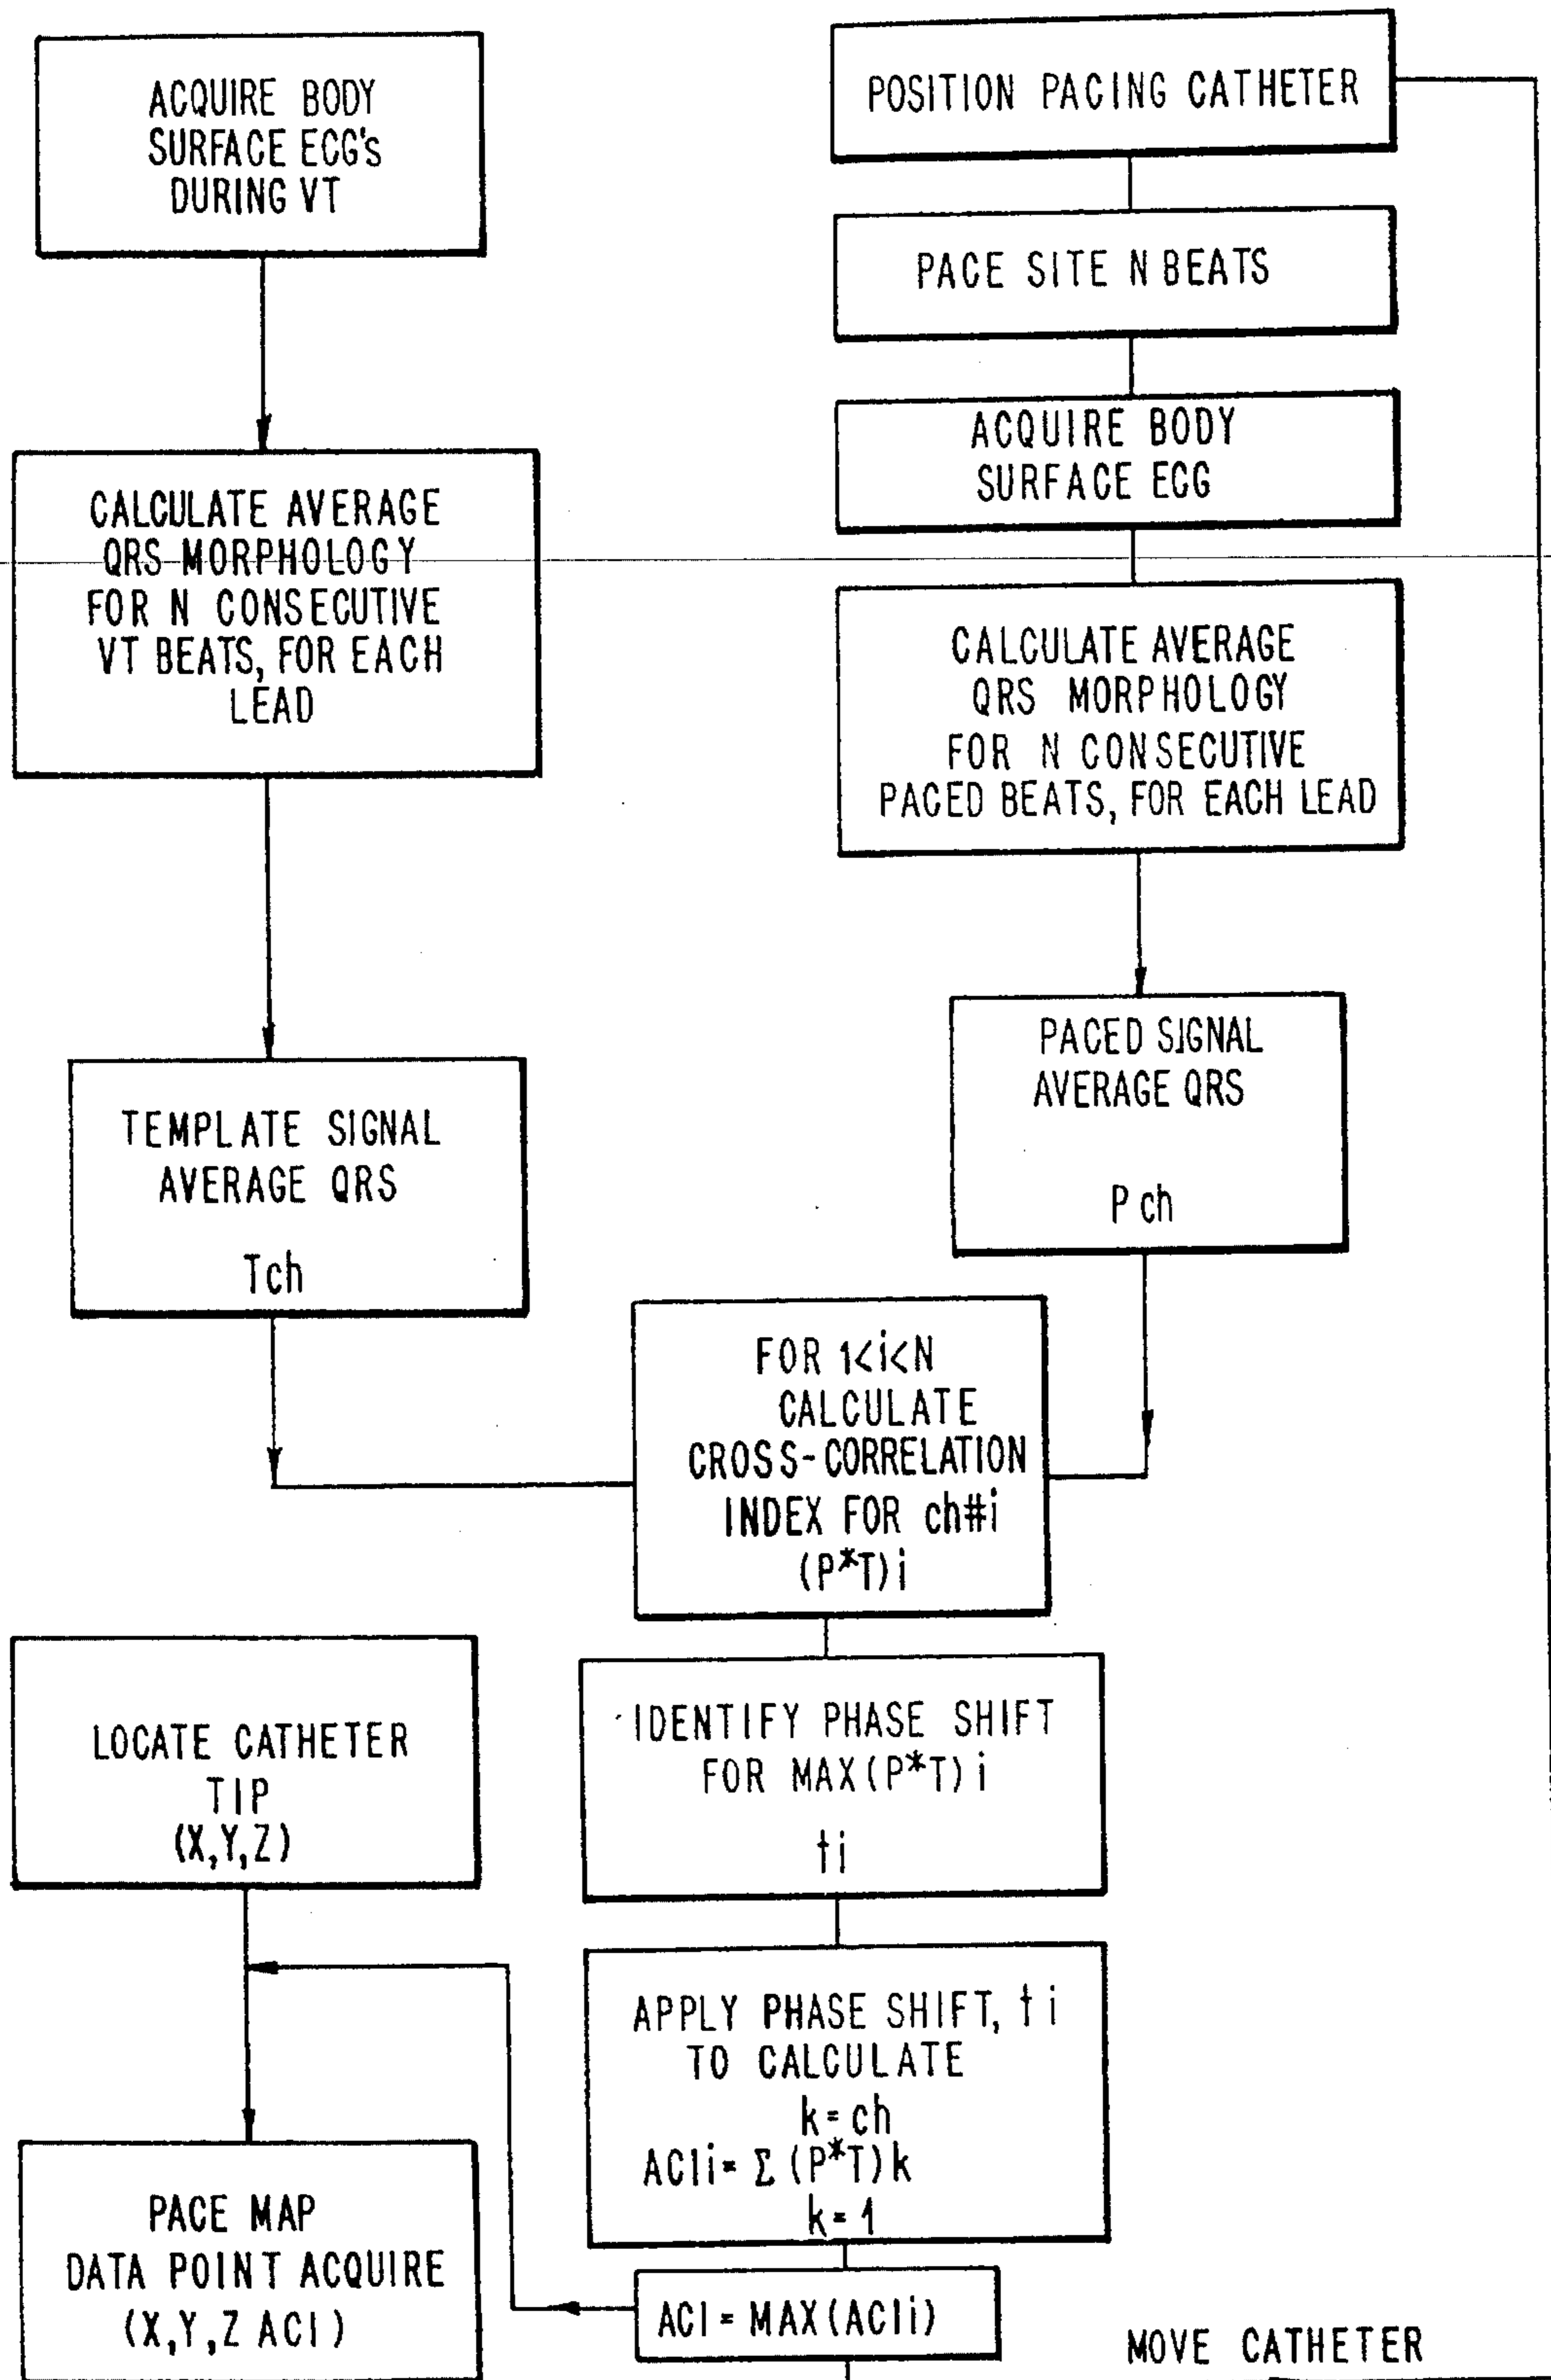 ACQUIRE BODY
SURFACE ECG's
DURING VT
CALCULATE AVERAGE
QRS MORPHOLOGY
FOR N CONSECUTIVE
VT BEATS, FOR EACH
LEAD
TEMPLATE SIGNAL
AVERAGE QRS
Tch
POSITION PACING CATHETER
PACE SITE N BEATS
ACQUIRE BODY
SURFACE ECG
CALCULATE AVERAGE
QRS MORPHOLOGY
FOR N CONSECUTIVE
PACED BEATS, FOR EACH LEAD
PACED SIGNAL
AVERAGE QRS
P ch
FOR 1<i<N
CALCULATE
CROSS-CORRELATION
INDEX FOR ch#i
(P*T)i
IDENTIFY PHASE SHIFT
FOR MAX(P*T)i
ti
APPLY PHASE SHIFT, ti
TO CALCULATE
k=ch
ACIi=Σ(P*T)k
k=1
ACI=MAX(ACIi)
LOCATE CATHETER
TIP
(X,Y,Z)
PACE MAP
DATA POINT ACQUIRE
(X,Y,Z ACI)
MOVE CATHETER